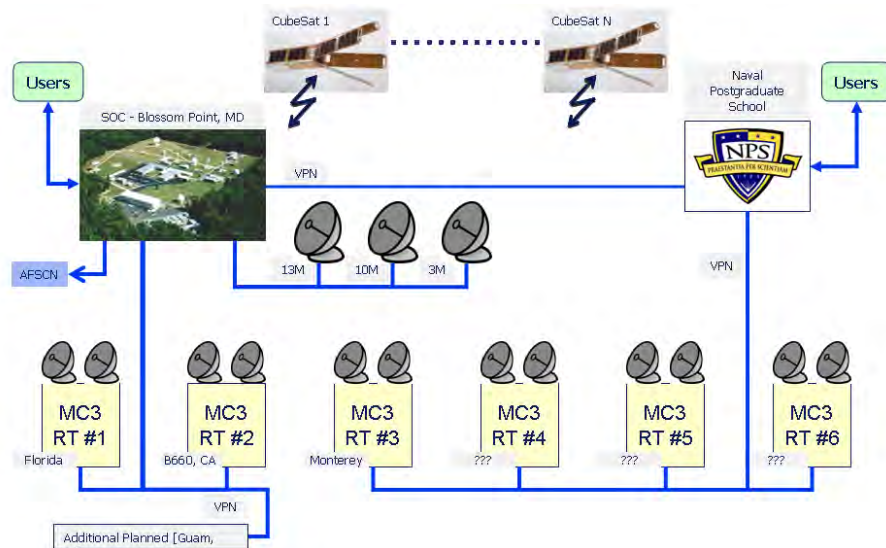 CubeSat 1
CubeSat N
Users
SOC - Blossom Point, MD
Naval
Postgraduate
School
Users
NPS
PRAESTANTIA PER SCIENTIAM
VPN
13M
10M
3M
AFSCN
VPN
MC3
RT #1
Florida
MC3
RT #2
B660, CA
MC3
RT #3
Monterey
MC3
RT #4
???
MC3
RT #5
???
MC3
RT #6
???
VPN
Additional Planned [Guam,